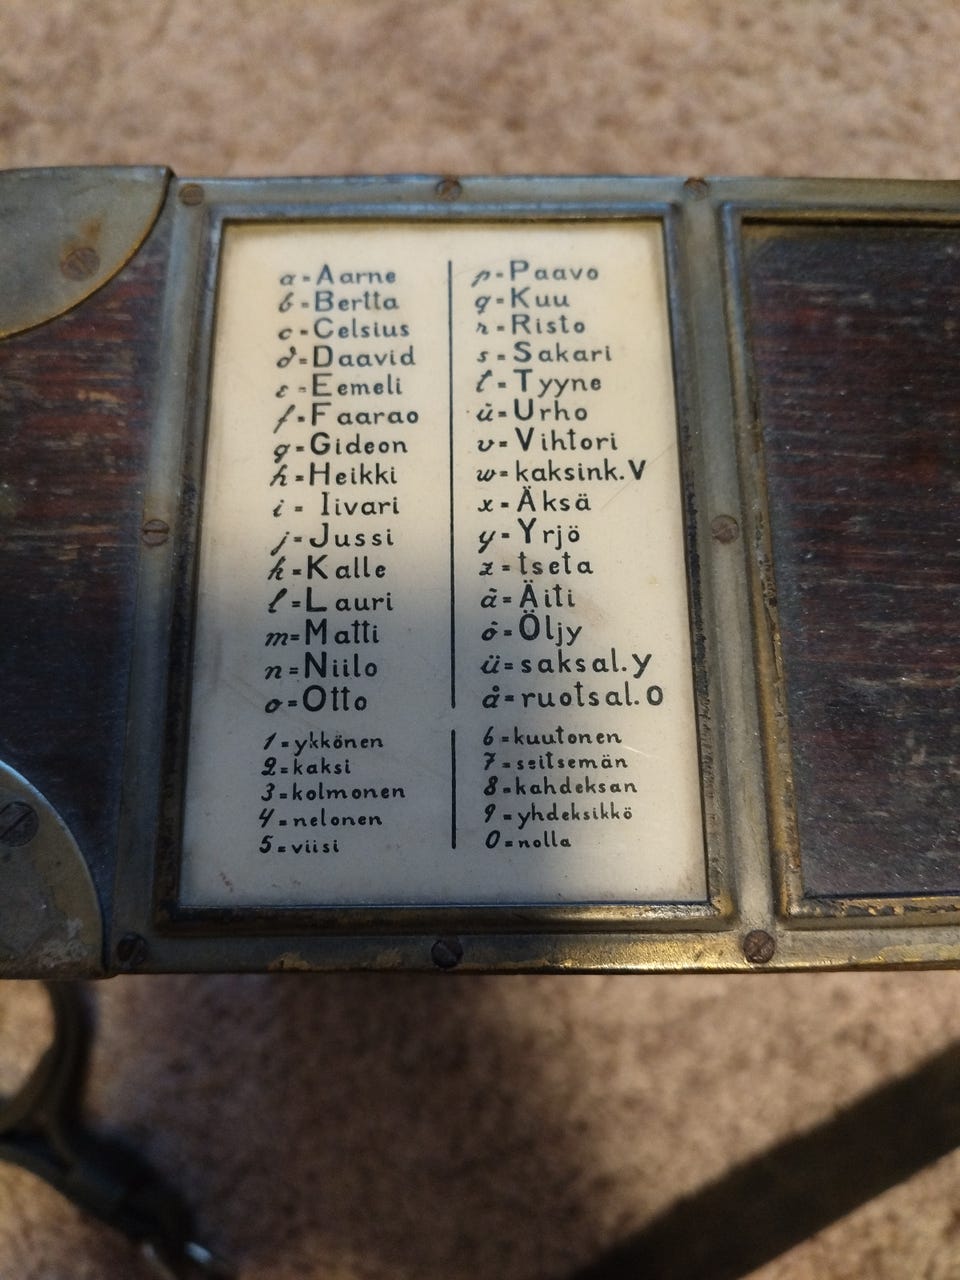 a = Aarne
b = Bertta
c = Celsius
d = Daavid
e = Eemeli
f = Faarao
g = Gideon
h = Heikki
i = Iivari
j = Jussi
k = Kalle
l = Lauri
m = Matti
n = Niilo
o = Otto
p = Paavo
q = Kuu
r = Risto
s = Sakari
t = Tyyne
u = Urho
v = Vihtori
w = kaksink. V
x = Äksä
y = Yrjö
z = tseta
ä = Äiti
ö = Öljy
ü = saksal. y
å = ruotsal. O
1 = ykkönen
2 = kaksi
3 = kolmonen
4 = nelonen
5 = viisi
6 = kuutonen
7 = seitsemän
8 = kahdeksan
9 = yhdeksikkö
0 = nolla